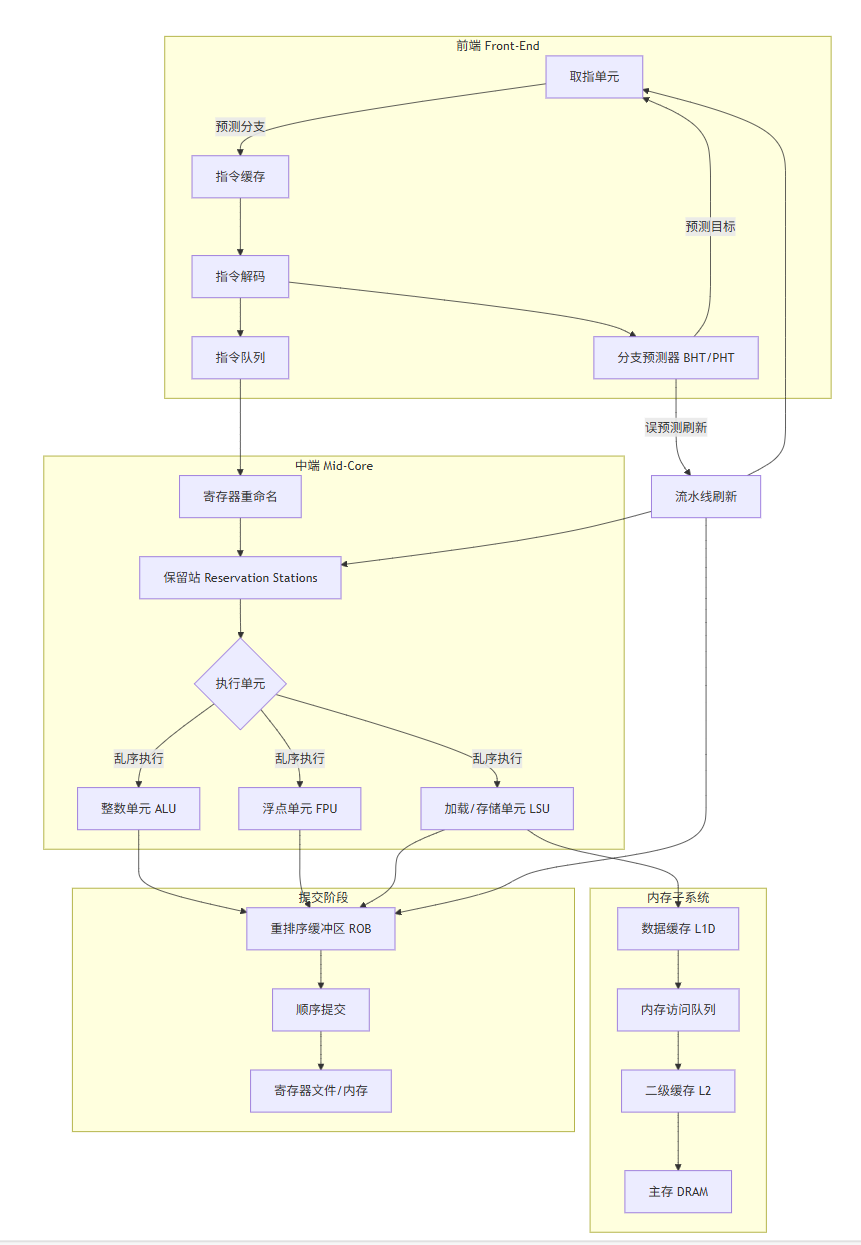 前端 Front-End
取指单元
预测分支
指令缓存
预测目标
指令解码
指令队列
分支预测器 BHT/PHT
误预测刷新
中端 Mid-Core
寄存器重命名
流水线刷新
保留站 Reservation Stations
执行单元
乱序执行
乱序执行
乱序执行
整数单元 ALU
浮点单元 FPU
加载/存储单元 LSU
提交阶段
内存子系统
重排序缓冲区 ROB
数据缓存 L1D
顺序提交
内存访问队列
寄存器文件/内存
二级缓存 L2
主存 DRAM